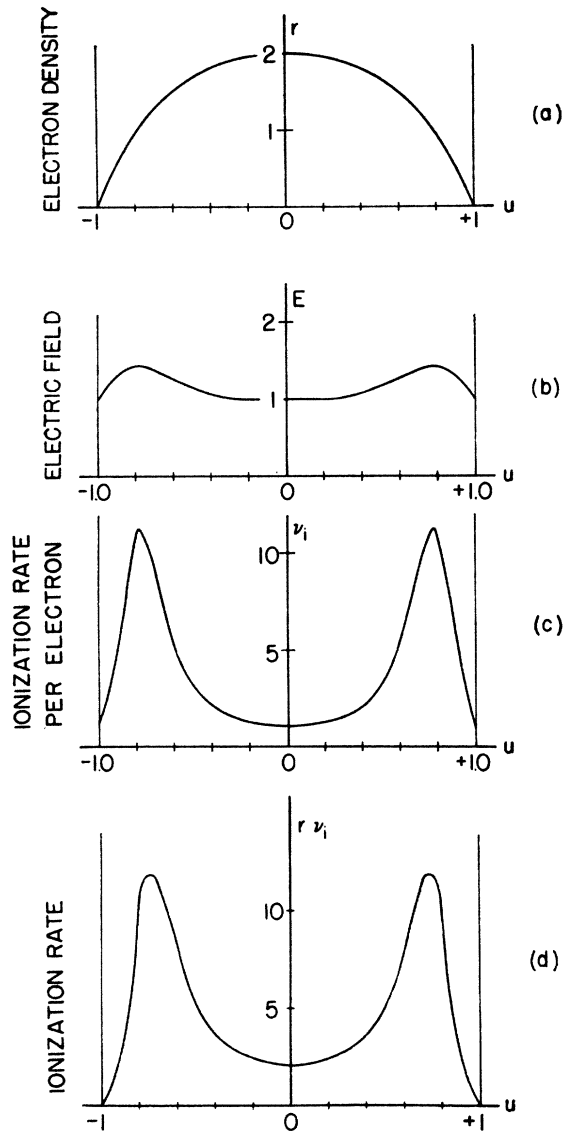 ELECTRON DENSITY
r
2
1
-1
0
+1
u
(a)
ELECTRIC FIELD
E
2
1
-1.0
0
+1.0
u
(b)
IONIZATION RATE
PER ELECTRON
νi
10
5
-1.0
0
+1.0
u
(c)
IONIZATION RATE
r νi
10
5
-1
0
+1
u
(d)